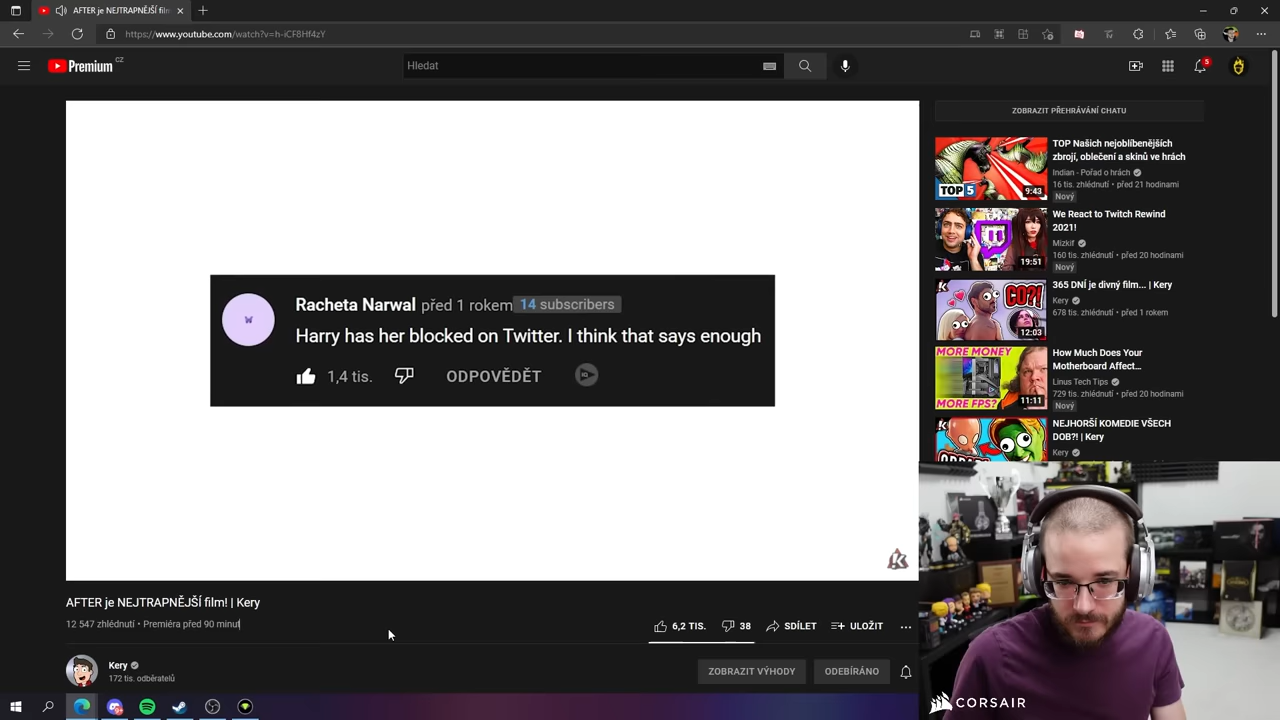 AFTER je NEJTRAPNĚJŠÍ film
https://www.youtube.com/watch?v=h-iCF8Hf4zY
Premium CZ
Hledat
5
ZOBRAZIT PŘEHRÁVÁNÍ CHATU
TOP 5
9:43
TOP Našich nejoblíbenějších
zbrojí, oblečení a skinů ve hrách
Indian - Pořad o hrách
16 tis. zhlédnutí • před 21 hodinami
Nový
19:51
We React to Twitch Rewind
2021!
Mizkif
160 tis. zhlédnutí • před 20 hodinami
Nový
CO?!
12:03
365 DNÍ je divný film... | Kery
Kery
678 tis. zhlédnutí • před 1 rokem
MORE MONEY
MORE FPS?
11:11
How Much Does Your
Motherboard Affect...
Linus Tech Tips
729 tis. zhlédnutí • před 20 hodinami
Nový
NEJHORŠÍ KOMEDIE VŠECH
DOB?! | Kery
Kery
Racheta Narwal před 1 rokem 14 subscribers
Harry has her blocked on Twitter. I think that says enough
1,4 tis. ODPOVĚDĚT
AFTER je NEJTRAPNĚJŠÍ film! | Kery
12 547 zhlédnutí • Premiéra před 90 minut
6,2 TIS. 38 SDÍLET ULOŽIT
Kery
172 tis. odběratelů
ZOBRAZIT VÝHODY ODEBÍRÁNO
CORSAIR